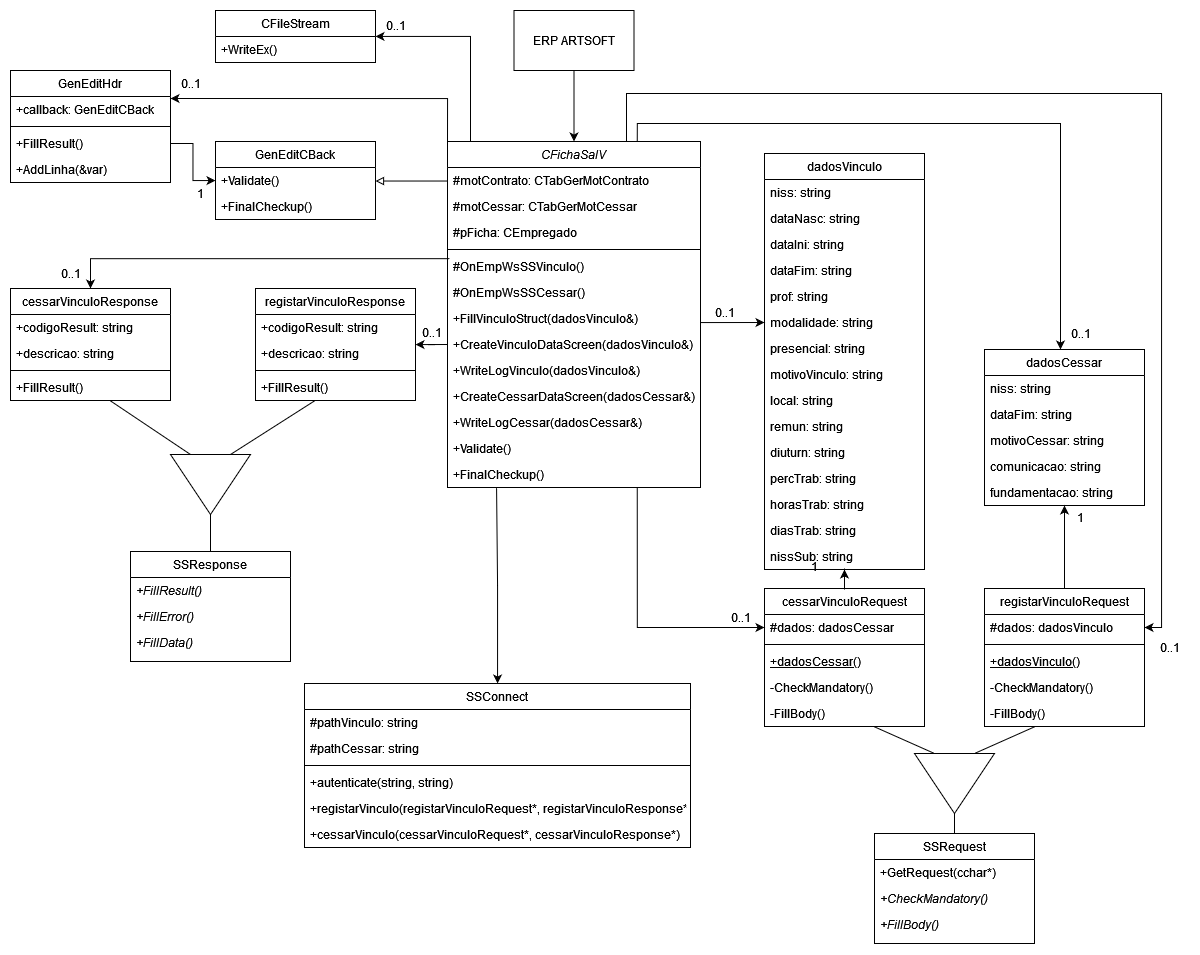 CFileStream
+WriteEx()
0..1
ERP ARTSOFT
GenEditHdr
+callback: GenEditCBack
+FillResult()
+AddLinha(&var)
0..1
1
GenEditCBack
+Validate()
+FinalCheckup()
CFichaSalV
#motContrato: CTabGerMotContrato
#motCessar: CTabGerMotCessar
#pFicha: CEmpregado
#OnEmpWsSSVinculo()
#OnEmpWsSSCessar()
+FillVinculoStruct(dadosVinculo&)
+CreateVinculoDataScreen(dadosVinculo&)
+WriteLogVinculo(dadosVinculo&)
+CreateCessarDataScreen(dadosCessar&)
+WriteLogCessar(dadosCessar&)
+Validate()
+FinalCheckup()
0..1
dadosVinculo
niss: string
dataNasc: string
dataIni: string
dataFim: string
prof: string
modalidade: string
presencial: string
motivoVinculo: string
local: string
remun: string
diuturn: string
percTrab: string
horasTrab: string
diasTrab: string
nissSub: string
1
0..1
dadosCessar
niss: string
dataFim: string
motivoCessar: string
comunicacao: string
fundamentacao: string
1
0..1
cessarVinculoResponse
+codigoResult: string
+descricao: string
+FillResult()
registarVinculoResponse
+codigoResult: string
+descricao: string
+FillResult()
0..1
SSResponse
+FillResult()
+FillError()
+FillData()
SSConnect
#pathVinculo: string
#pathCessar: string
+autenticate(string, string)
+registarVinculo(registarVinculoRequest*, registarVinculoResponse*
+cessarVinculo(cessarVinculoRequest*, cessarVinculoResponse*)
0..1
cessarVinculoRequest
#dados: dadosCessar
+dadosCessar()
-CheckMandatory()
-FillBody()
registarVinculoRequest
#dados: dadosVinculo
+dadosVinculo()
-CheckMandatory()
-FillBody()
0..1
SSRequest
+GetRequest(cchar*)
+CheckMandatory()
+FillBody()